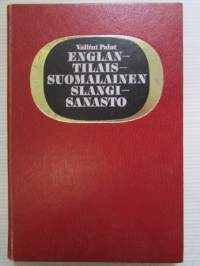 Valitut Palat
ENGLAN-
TILAIS-
SUOMALAINEN
SLANGI-
SANASTO